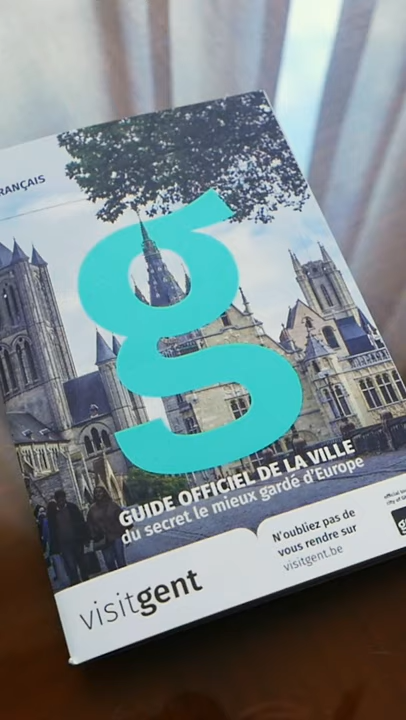 g
GUIDE OFFICIEL DE LA VILLE
du secret le mieux gardé d'Europe
visitgent
N'oubliez pas de
vous rendre sur
visitgent.be